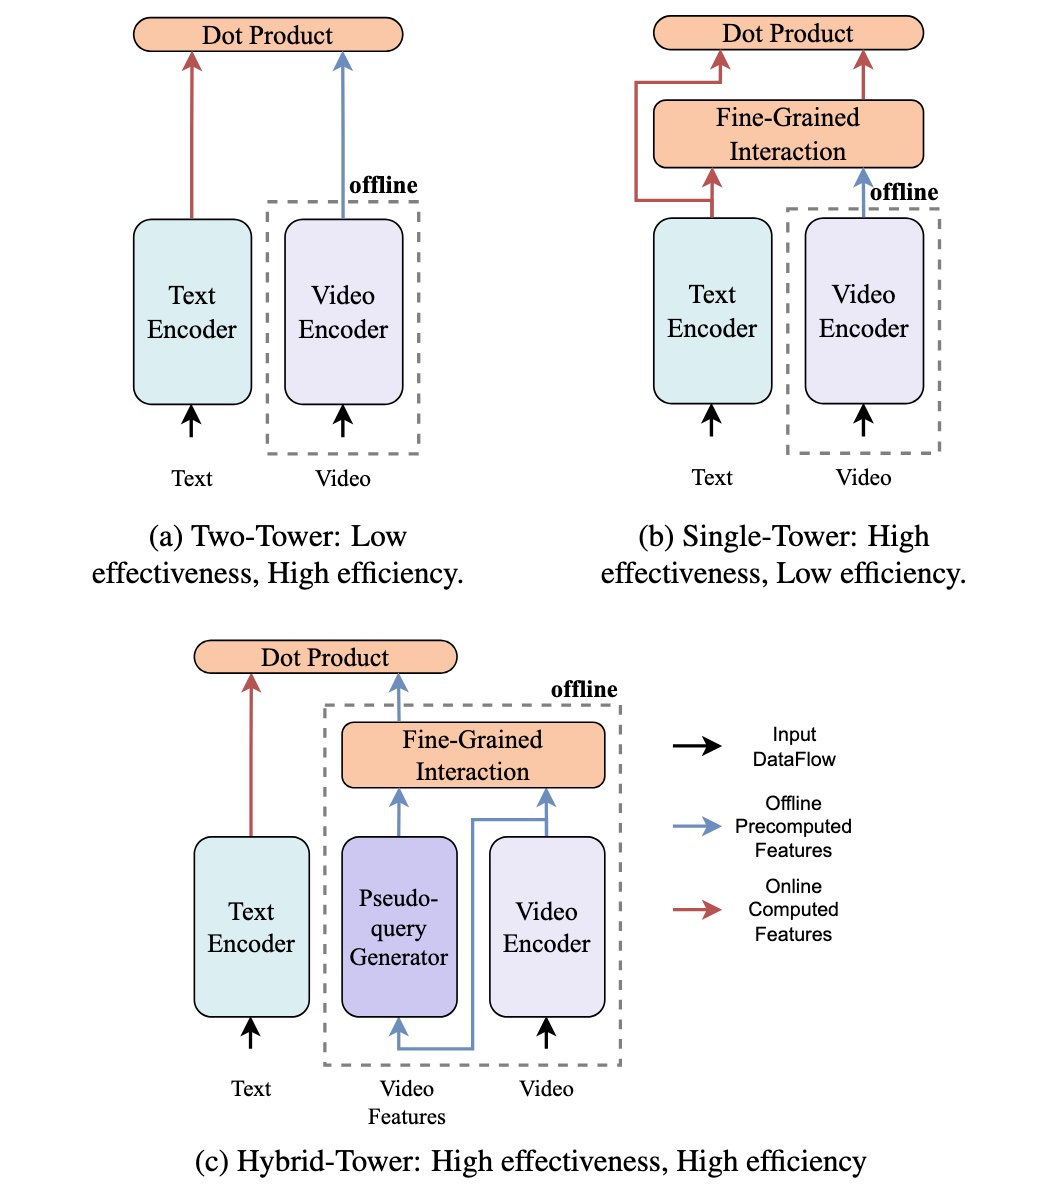 Dot Product
offline
Text
Encoder
Video
Encoder
Text
Video
(a) Two-Tower: Low
effectiveness, High efficiency.
Dot Product
Fine-Grained
Interaction
offline
Text
Encoder
Video
Encoder
Text
Video
(b) Single-Tower: High
effectiveness, Low efficiency.
Dot Product
offline
Fine-Grained
Interaction
Text
Encoder
Pseudo-
query
Generator
Video
Encoder
Text
Video
Features
Video
Input
DataFlow
Offline
Precomputed
Features
Online
Computed
Features
(c) Hybrid-Tower: High effectiveness, High efficiency